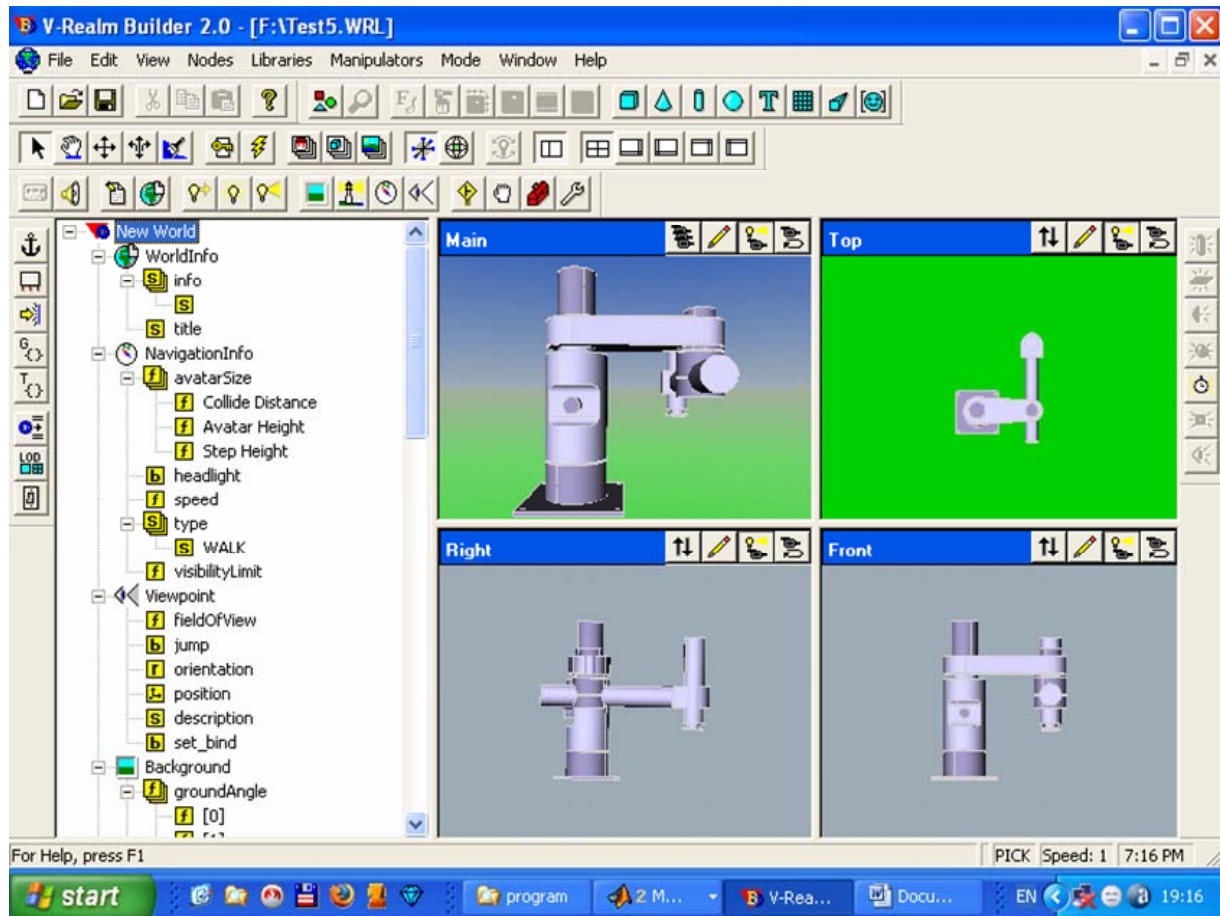 V-Realm Builder 2.0 - [F:\Test5.WRL]
File Edit View Nodes Libraries Manipulators Mode Window Help
New World
WorldInfo
S info
S
S title
NavigationInfo
f avatarSize
f Collide Distance
f Avatar Height
f Step Height
b headlight
f speed
S type
S WALK
f visibilityLimit
Viewpoint
f fieldOfView
b jump
r orientation
position
S description
b set_bind
Background
f groundAngle
f [0]
f [1]
G{}
T{}
LOD
Main
Top
Right
Front
For Help, press F1
PICK Speed: 1 7:16 PM
start program 2 M... V-Rea... Docu... EN 19:16